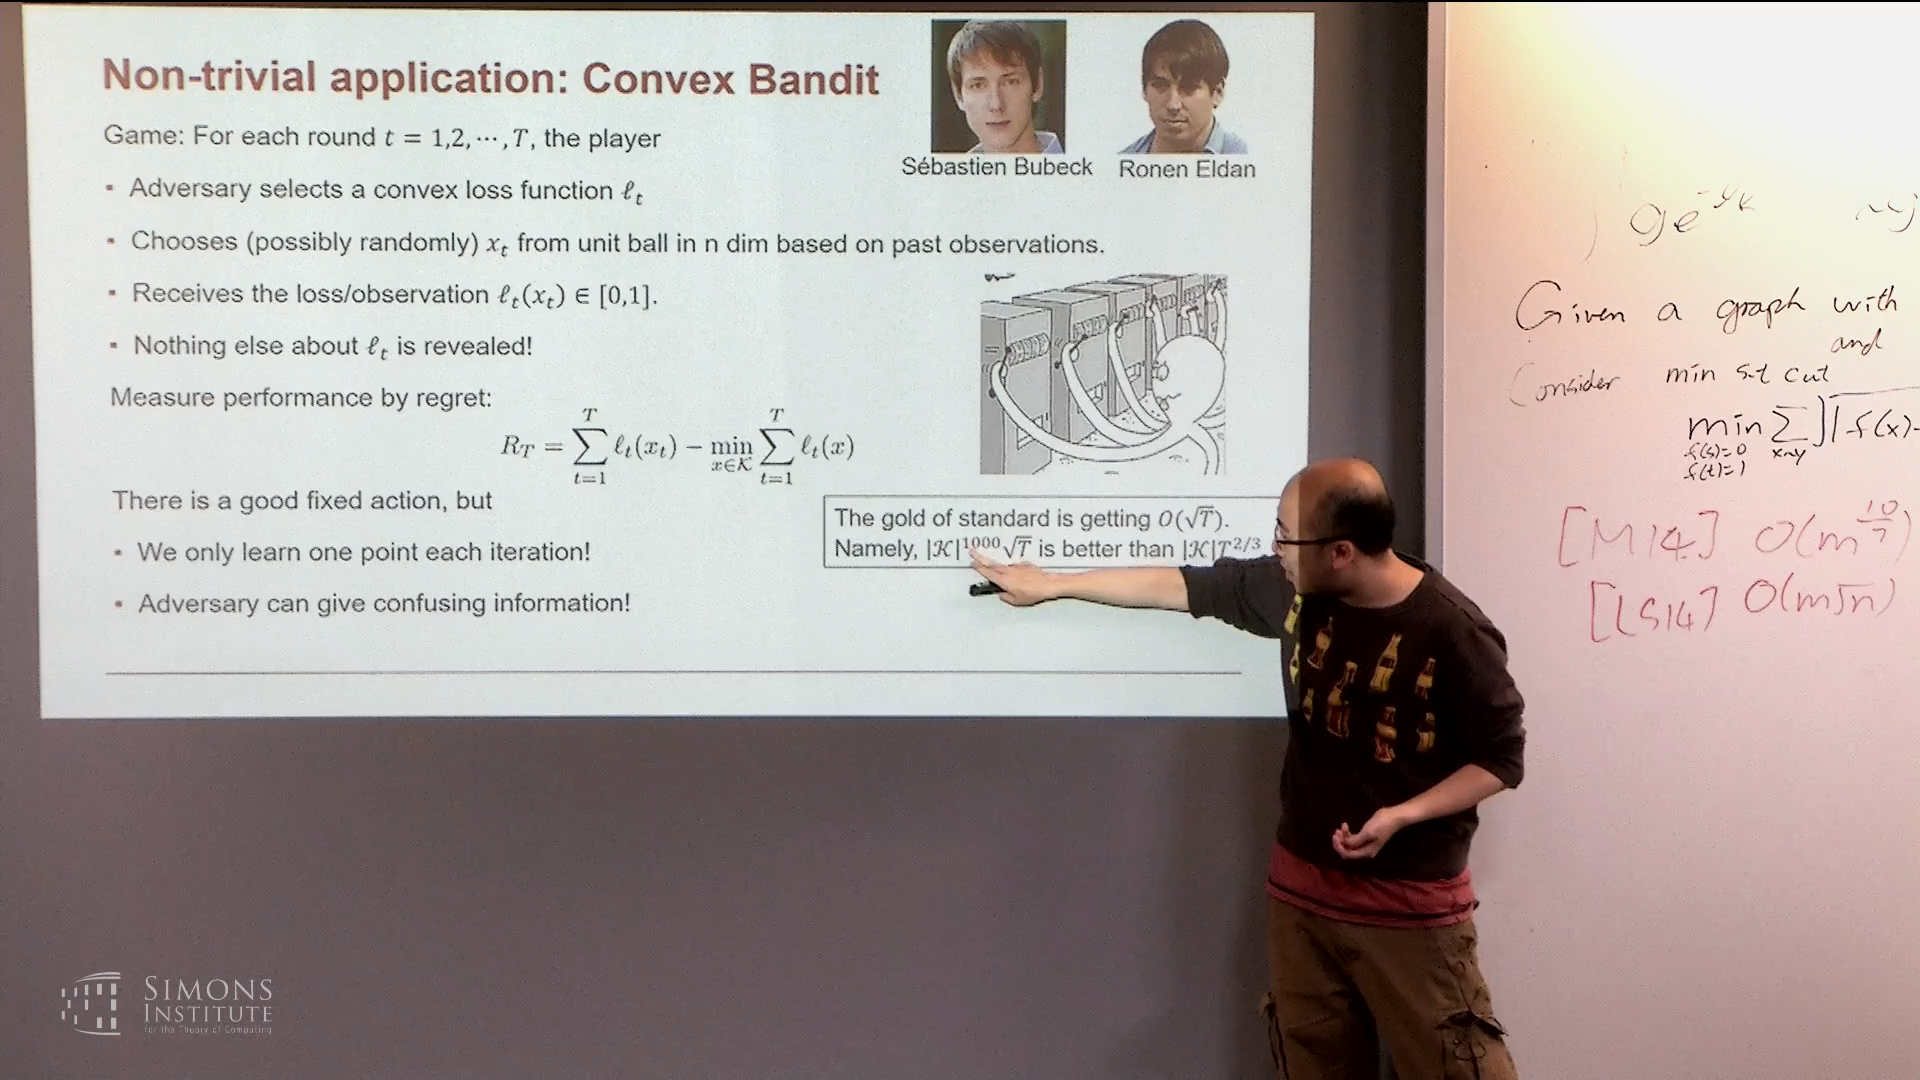 Non-trivial application: Convex Bandit
Sébastien Bubeck
Ronen Eldan
Game: For each round t = 1,2,⋯,T, the player
▪ Adversary selects a convex loss function ℓ_t
▪ Chooses (possibly randomly) x_t from unit ball in n dim based on past observations.
▪ Receives the loss/observation ℓ_t(x_t) ∈ [0,1].
▪ Nothing else about ℓ_t is revealed!
Measure performance by regret:
R_T = ∑_{t=1}^{T} ℓ_t(x_t) − min_{x∈𝒦} ∑_{t=1}^{T} ℓ_t(x)
There is a good fixed action, but
▪ We only learn one point each iteration!
▪ Adversary can give confusing information!
The gold of standard is getting O(√T).
Namely, |𝒦|^{1000}√T is better than |𝒦|T^{2/3}
Given a graph with
and
Consider min s-t cut
min ∑
f(s)=0 x~y
f(t)=1
[M14] O(m^{10/7})
[LS14] O(m√n)
SIMONS
INSTITUTE
for the Theory of Computing